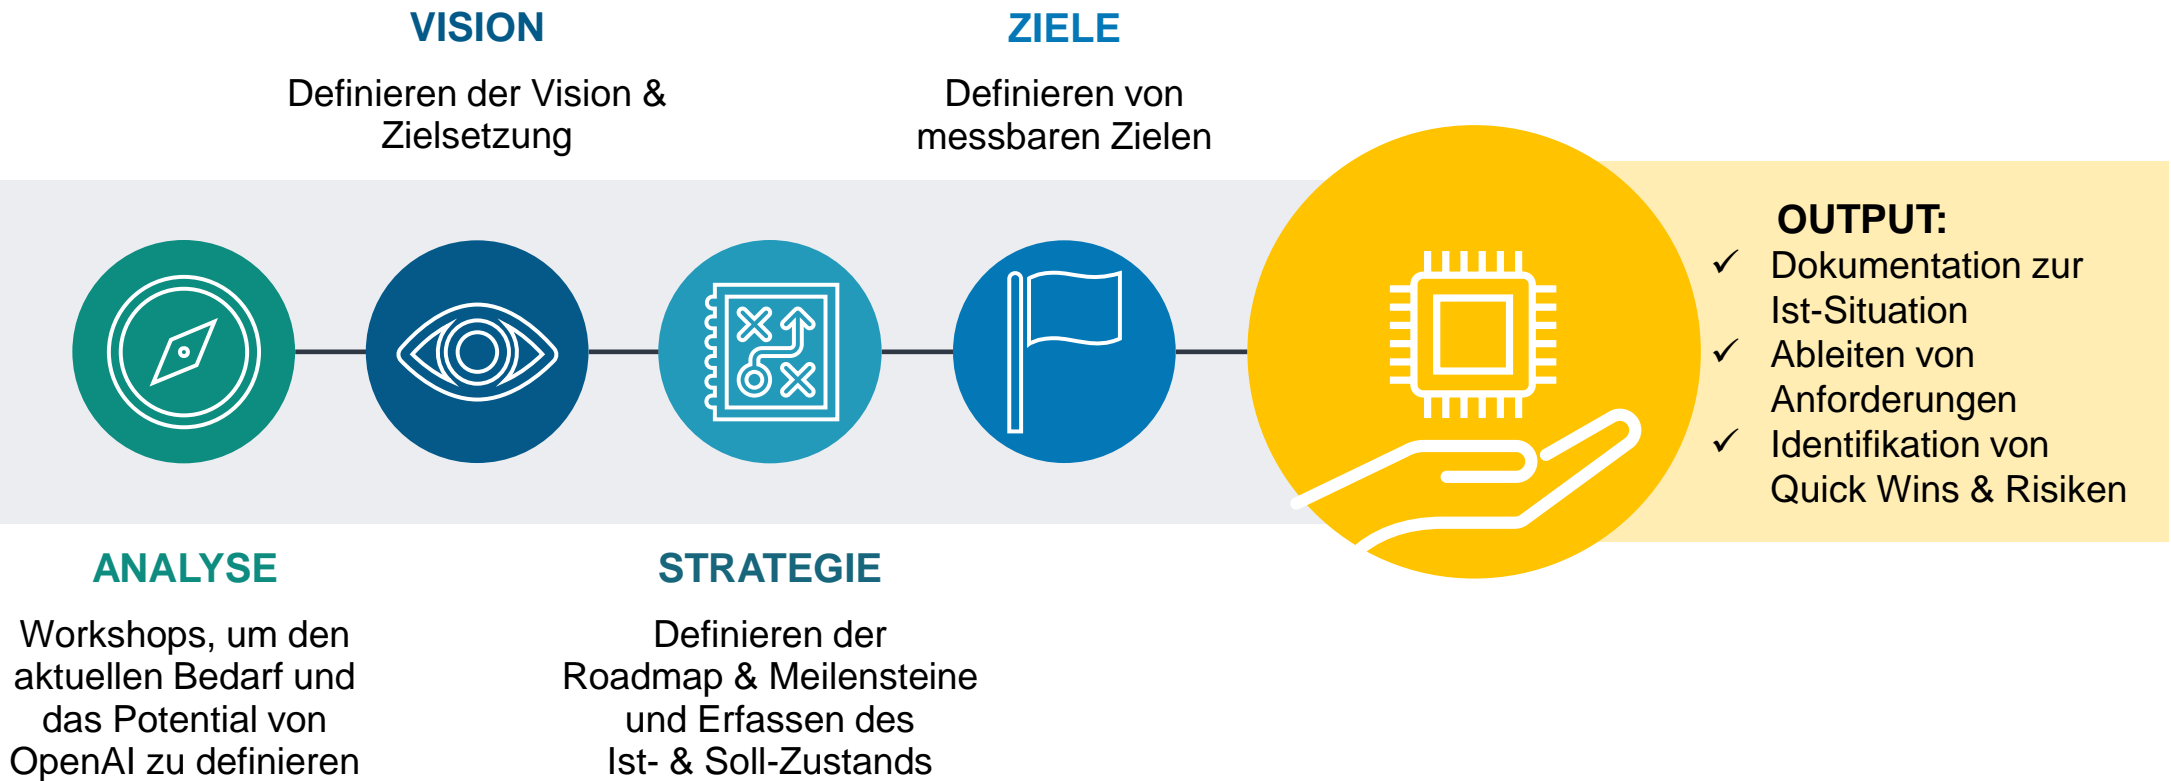 VISION
Definieren der Vision &
Zielsetzung
ZIELE
Definieren von
messbaren Zielen
OUTPUT:
✓ Dokumentation zur
Ist-Situation
✓ Ableiten von
Anforderungen
✓ Identifikation von
Quick Wins & Risiken
ANALYSE
Workshops, um den
aktuellen Bedarf und
das Potential von
OpenAI zu definieren
STRATEGIE
Definieren der
Roadmap & Meilensteine
und Erfassen des
Ist- & Soll-Zustands